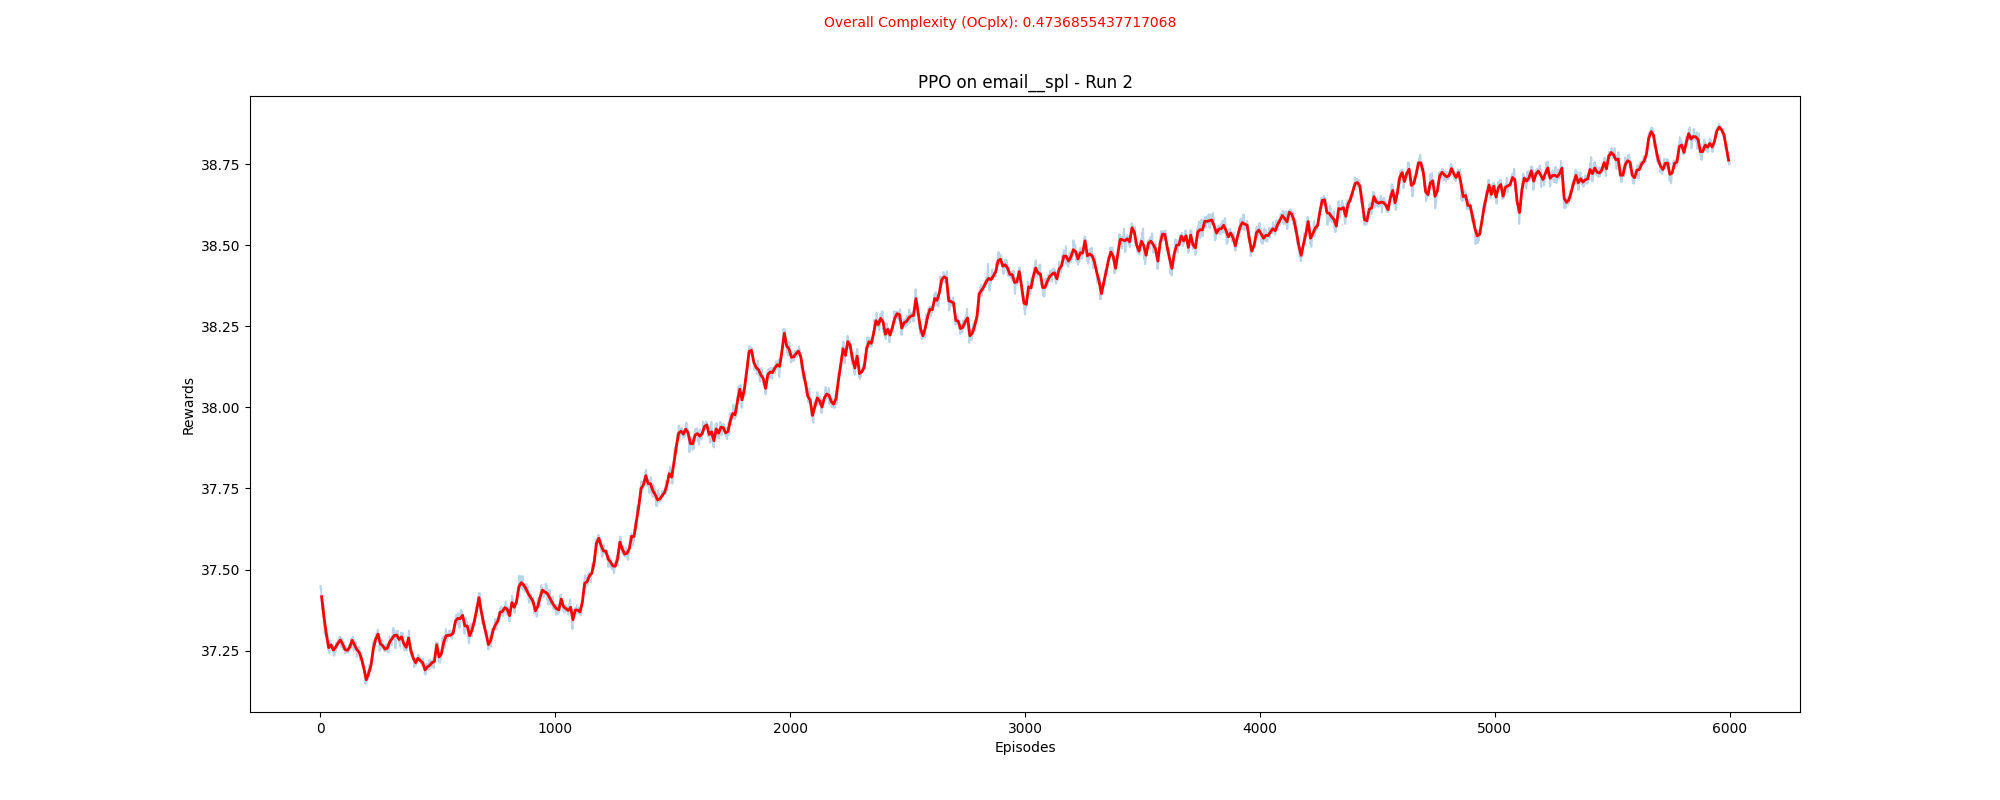 Overall Complexity (OCplx): 0.4736855437717068
PPO on email__spl - Run 2
38.75
38.50
38.25
38.00
37.75
37.50
37.25
Rewards
0 1000 2000 3000 4000 5000 6000
Episodes